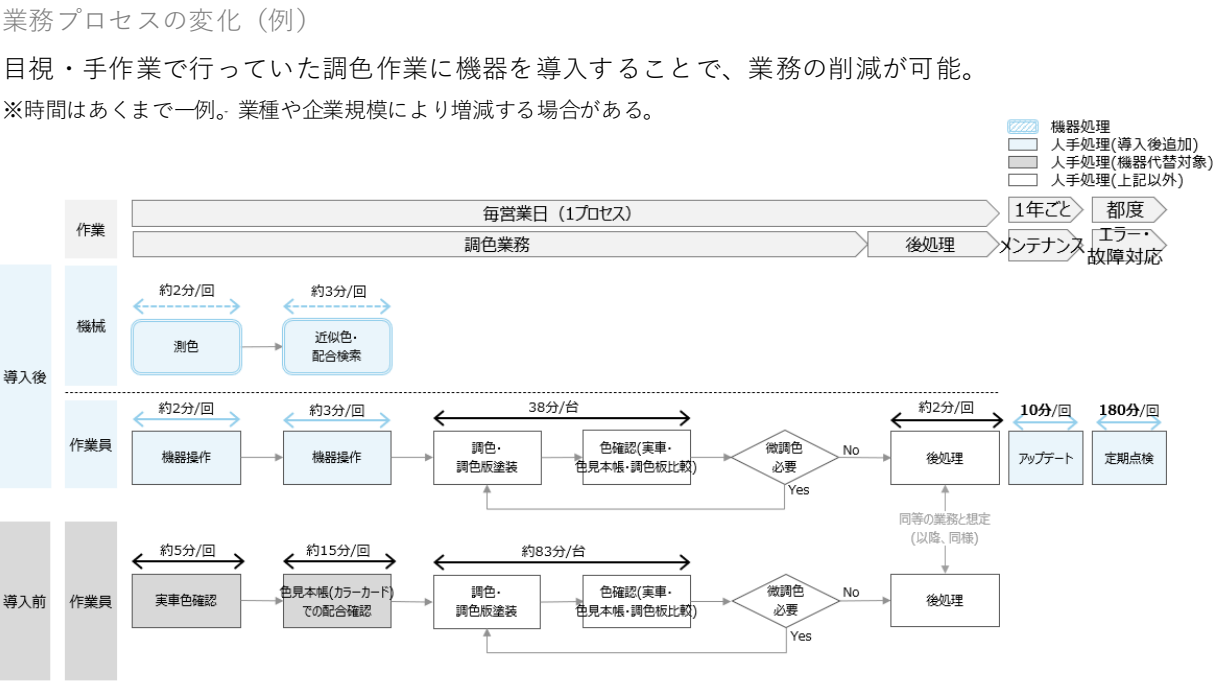 業務プロセスの変化（例）
目視・手作業で行っていた調色作業に機器を導入することで、業務の削減が可能。
※時間はあくまで一例。業種や企業規模により増減する場合がある。
機器処理
人手処理(導入後追加)
人手処理(機器代替対象)
人手処理(上記以外)
作業
毎営業日（1プロセス）
1年ごと
都度
調色業務
後処理
メンテナンス
エラー・
故障対応
導入後
機械
約2分/回
約3分/回
測色
近似色・
配合検索
作業員
約2分/回
約3分/回
38分/台
約2分/回
10分/回
180分/回
機器操作
機器操作
調色・
調色版塗装
色確認(実車・
色見本帳・調色板比較)
微調色
必要
No
Yes
後処理
アップデート
定期点検
同等の業務と想定
(以降、同様)
導入前
作業員
約5分/回
約15分/回
約83分/台
実車色確認
色見本帳(カラーカード)
での配合確認
調色・
調色版塗装
色確認(実車・
色見本帳・調色板比較)
微調色
必要
No
Yes
後処理